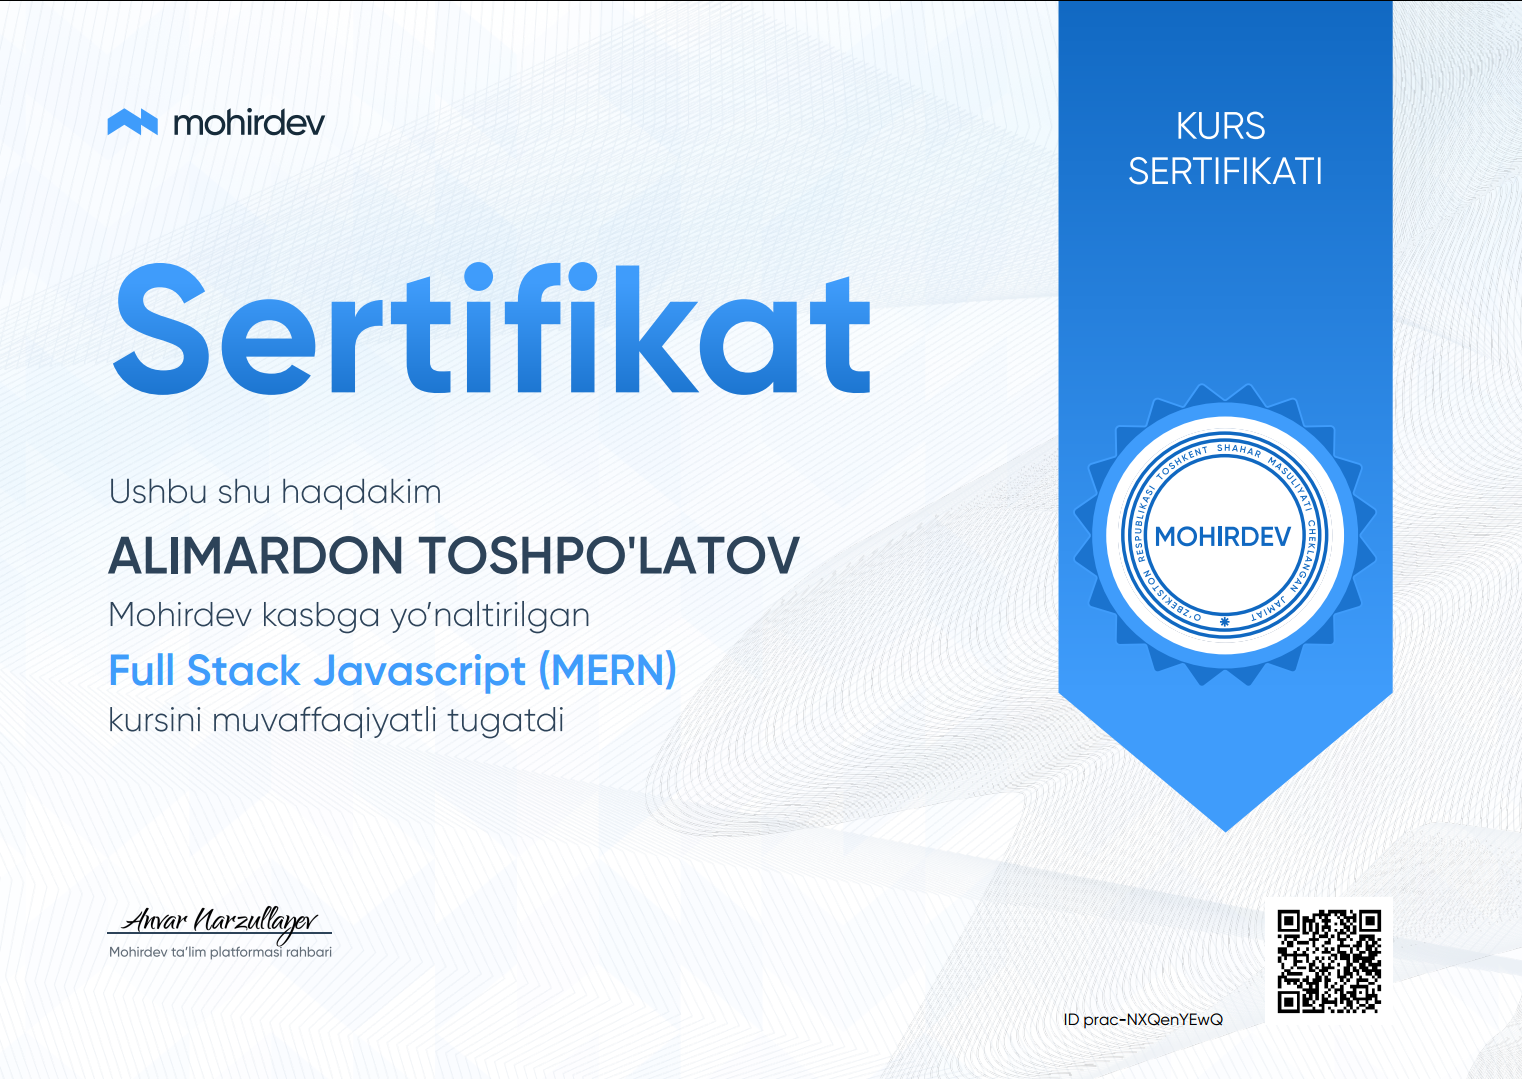 mohirdev
KURS
SERTIFIKATI
Sertifikat
Ushbu shu haqdakim
ALIMARDON TOSHPO'LATOV
Mohirdev kasbga yo’naltirilgan
Full Stack Javascript (MERN)
kursini muvaffaqiyatli tugatdi
O'ZBEKISTON RESPUBLIKASI TOSHKENT SHAHAR MASULIYATI CHEKLANGAN JAMIAT
MOHIRDEV
Anvar Narzullayev
Mohirdev ta’lim platformasi rahbari
ID prac-NXQenYEwQ